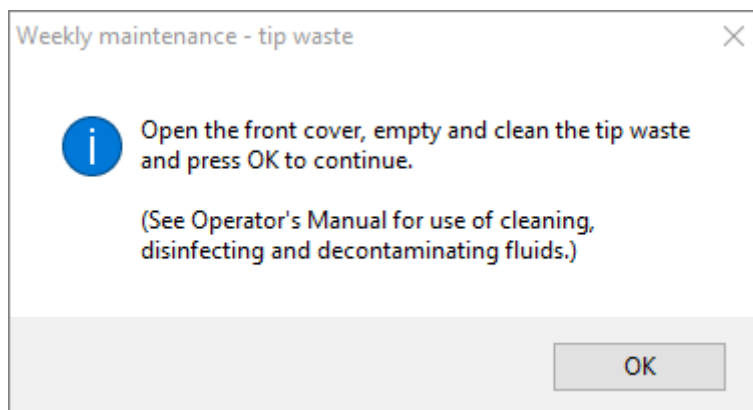 Weekly maintenance - tip waste
Open the front cover, empty and clean the tip waste
and press OK to continue.
(See Operator's Manual for use of cleaning,
disinfecting and decontaminating fluids.)
OK